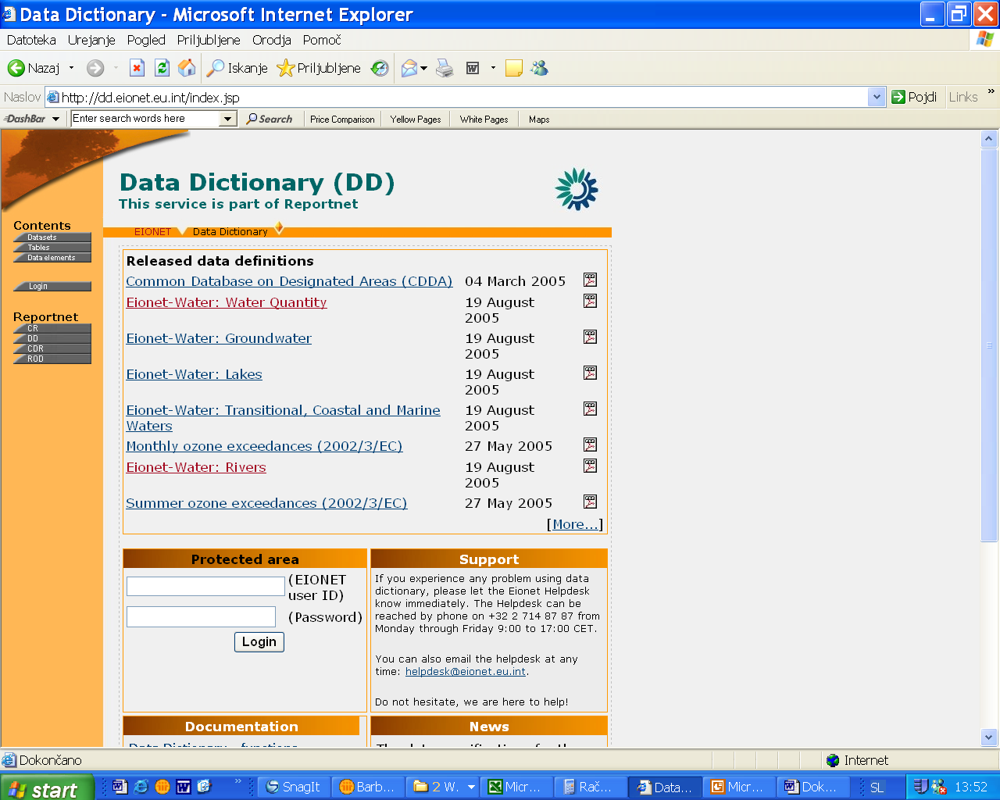 Data Dictionary - Microsoft Internet Explorer
Datoteka Urejanje Pogled Priljubljene Orodja Pomoč
Nazaj Iskanje Priljubljene
Naslov http://dd.eionet.eu.int/index.jsp Pojdi Links »
DashBar Enter search words here Search Price Comparison Yellow Pages White Pages Maps
Data Dictionary (DD)
This service is part of Reportnet
EIONET Data Dictionary
Contents
Datasets
Tables
Data elements
Login
Reportnet
CR
DD
CDR
ROD
Released data definitions
Common Database on Designated Areas (CDDA) 04 March 2005
Eionet-Water: Water Quantity 19 August
2005
Eionet-Water: Groundwater 19 August
2005
Eionet-Water: Lakes 19 August
2005
Eionet-Water: Transitional, Coastal and Marine 19 August
Waters 2005
Monthly ozone exceedances (2002/3/EC) 27 May 2005
Eionet-Water: Rivers 19 August
2005
Summer ozone exceedances (2002/3/EC) 27 May 2005
[More...]
Protected area
(EIONET
user ID)
(Password)
Login
Support
If you experience any problem using data
dictionary, please let the Eionet Helpdesk
know immediately. The Helpdesk can be
reached by phone on +32 2 714 87 87 from
Monday through Friday 9:00 to 17:00 CET.
You can also email the helpdesk at any
time: helpdesk@eionet.eu.int.
Do not hesitate, we are here to help!
Documentation
Data Dictionary - functions
News
Dokončano Internet
start » SnagIt Barb... 2 W... Micr... Rač... Data... Micr... Dok... SL 13:52